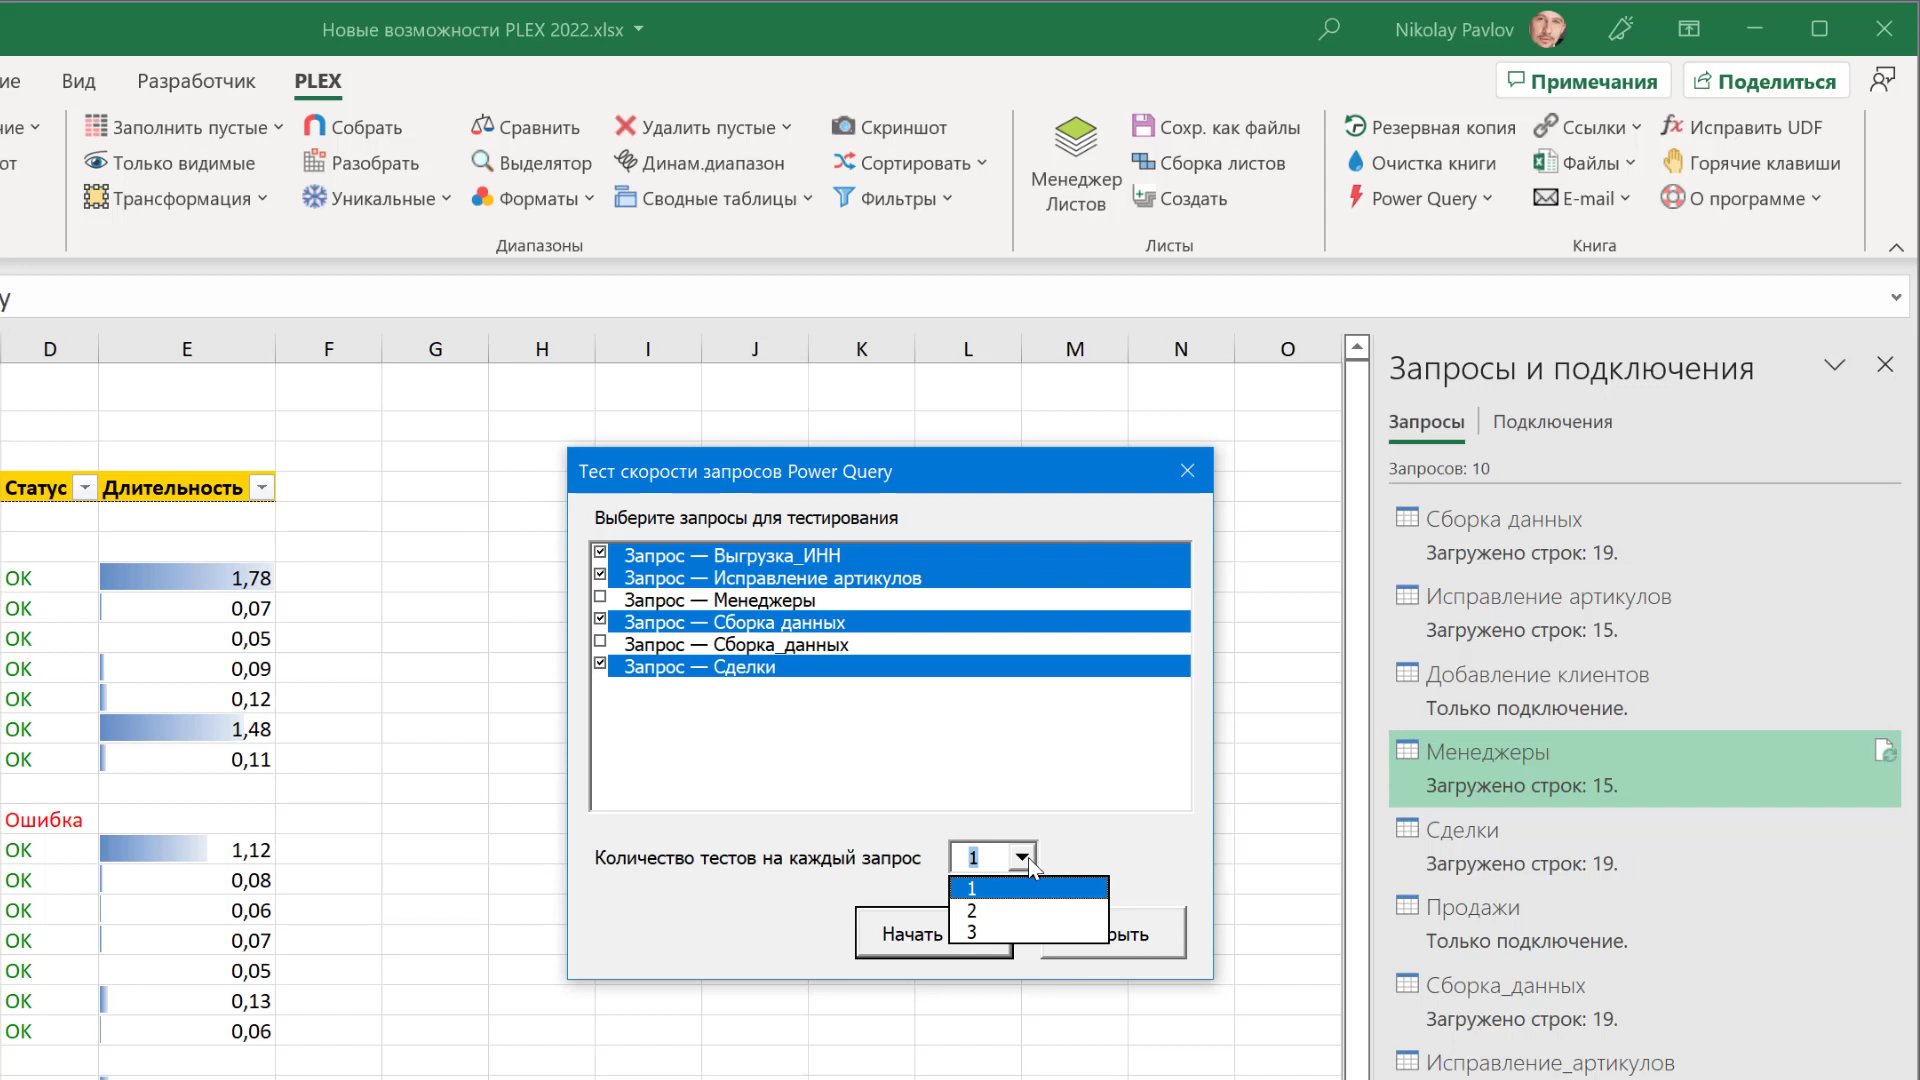 Новые возможности PLEX 2022.xlsx
Nikolay Pavlov
ие
Вид
Разработчик
PLEX
Примечания
Поделиться
ние
Заполнить пустые
Собрать
Сравнить
Удалить пустые
Скриншот
Сохр. как файлы
Резервная копия
Ссылки
Исправить UDF
от
Только видимые
Разобрать
Выделятор
Динам.диапазон
Сортировать
Менеджер
Листов
Сборка листов
Очистка книги
Файлы
Горячие клавиши
Трансформация
Уникальные
Форматы
Сводные таблицы
Фильтры
Создать
Power Query
E-mail
О программе
Диапазоны
Листы
Книга
y
D E F G H I J K L M N O
Статус Длительность
OK 1,78
OK 0,07
OK 0,05
OK 0,09
OK 0,12
OK 1,48
OK 0,11
Ошибка
OK 1,12
OK 0,08
OK 0,06
OK 0,07
OK 0,05
OK 0,13
OK 0,06
Тест скорости запросов Power Query
Выберите запросы для тестирования
Запрос — Выгрузка_ИНН
Запрос — Исправление артикулов
Запрос — Менеджеры
Запрос — Сборка данных
Запрос — Сборка_данных
Запрос — Сделки
Количество тестов на каждый запрос
1
1
2
3
Начать
рыть
Запросы и подключения
Запросы
Подключения
Запросов: 10
Сборка данных
Загружено строк: 19.
Исправление артикулов
Загружено строк: 15.
Добавление клиентов
Только подключение.
Менеджеры
Загружено строк: 15.
Сделки
Загружено строк: 19.
Продажи
Только подключение.
Сборка_данных
Загружено строк: 19.
Исправление_артикулов